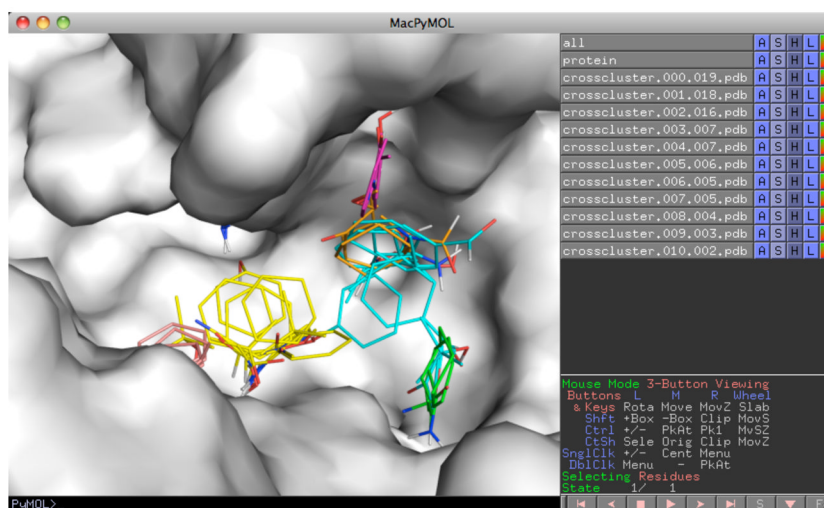 MacPyMOL
all A S H L
protein A S H L
crosscluster.000.019.pdb A S H L
crosscluster.001.018.pdb A S H L
crosscluster.002.016.pdb A S H L
crosscluster.003.007.pdb A S H L
crosscluster.004.007.pdb A S H L
crosscluster.005.006.pdb A S H L
crosscluster.006.005.pdb A S H L
crosscluster.007.005.pdb A S H L
crosscluster.008.004.pdb A S H L
crosscluster.009.003.pdb A S H L
crosscluster.010.002.pdb A S H L
Mouse Mode 3-Button Viewing
Buttons L M R Wheel
& Keys Rota Move MovZ Slab
Shft +Box -Box Clip MovS
Ctrl +/- PkAt Pk1 MvSZ
CtSh Sele Orig Clip MovZ
SnglClk +/- Cent Menu
DblClk Menu - PkAt
Selecting Residues
State 1/ 1
PyMOL> S F